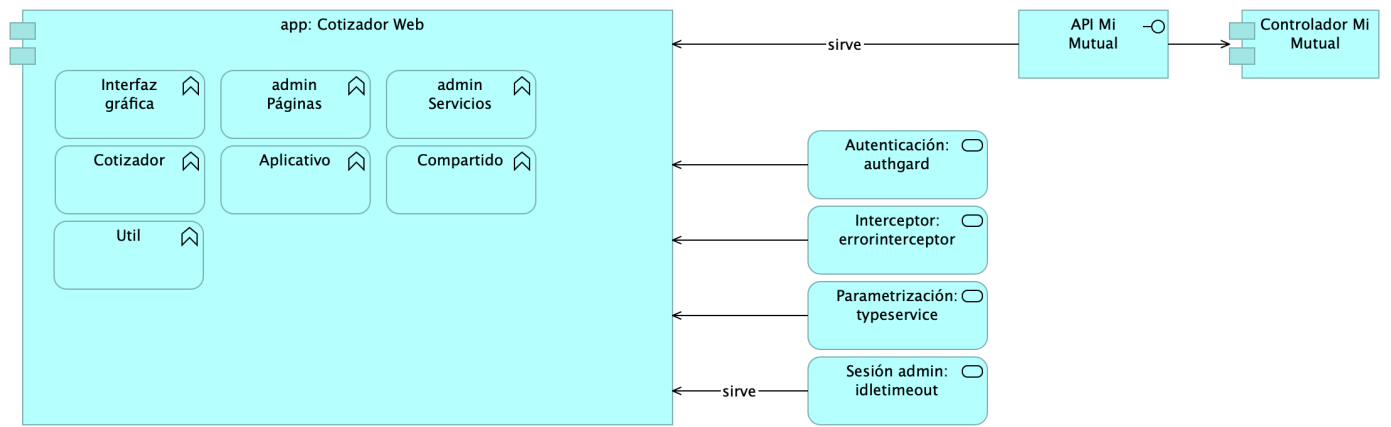 app: Cotizador Web
API Mi
Mutual
Controlador Mi
Mutual
sirve
Interfaz
gráfica
admin
Páginas
admin
Servicios
Cotizador
Aplicativo
Compartido
Util
Autenticación:
authgard
Interceptor:
errorinterceptor
Parametrización:
typeservice
Sesión admin:
idletimeout
sirve